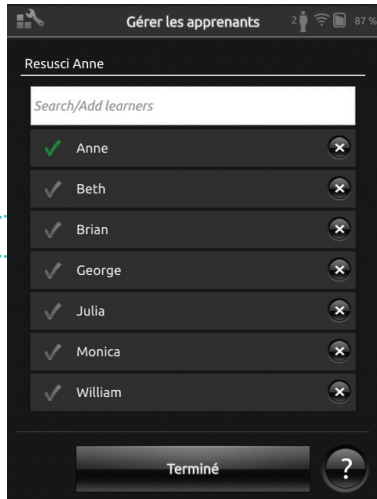 Gérer les apprenants 2 87 %
Resusci Anne
Search/Add learners
Anne
Beth
Brian
George
Julia
Monica
William
Terminé ?